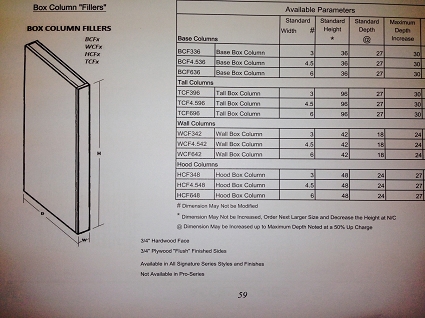 Box Column "Fillers"
Available Parameters
BOX COLUMN FILLERS
BCFx
WCFx
HCFx
TCFx
H
D
W
Standard Width # Standard Height * Standard Depth @ Maximum Depth Increase
Base Columns
BCF336 Base Box Column 3 36 27 30
BCF4.536 Base Box Column 4.5 36 27 30
BCF636 Base Box Column 6 36 27 30
Tall Columns
TCF396 Tall Box Column 3 96 27 30
TCF4.596 Tall Box Column 4.5 96 27 30
TCF696 Tall Box Column 6 96 27 30
Wall Columns
WCF342 Wall Box Column 3 42 18 24
WCF4.542 Wall Box Column 4.5 42 18 24
WCF642 Wall Box Column 6 42 18 24
Hood Columns
HCF348 Hood Box Column 3 48 24 27
HCF4.548 Hood Box Column 4.5 48 24 27
HCF648 Hood Box Column 6 48 24 27
# Dimension May Not be Modified
* Dimension May Not be Increased, Order Next Larger Size and Decrease the Height at N/C
@ Dimension May be Increased up to Maximum Depth Noted at a 50% Up Charge
3/4" Hardwood Face
3/4" Plywood "Flush" Finished Sides
Available in All Signature Series Styles and Finishes
Not Available in Pro-Series
59